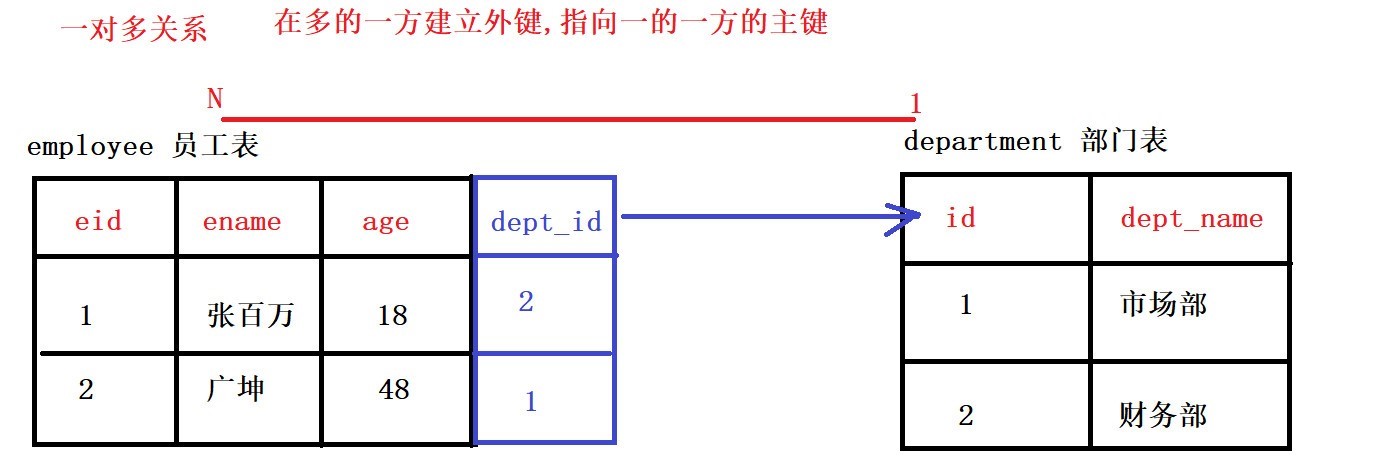 一对多关系 在多的一方建立外键,指向一的一方的主键
N 1
employee 员工表 department 部门表
eid ename age dept_id id dept_name
1 张百万 18 2 1 市场部
2 广坤 48 1 2 财务部